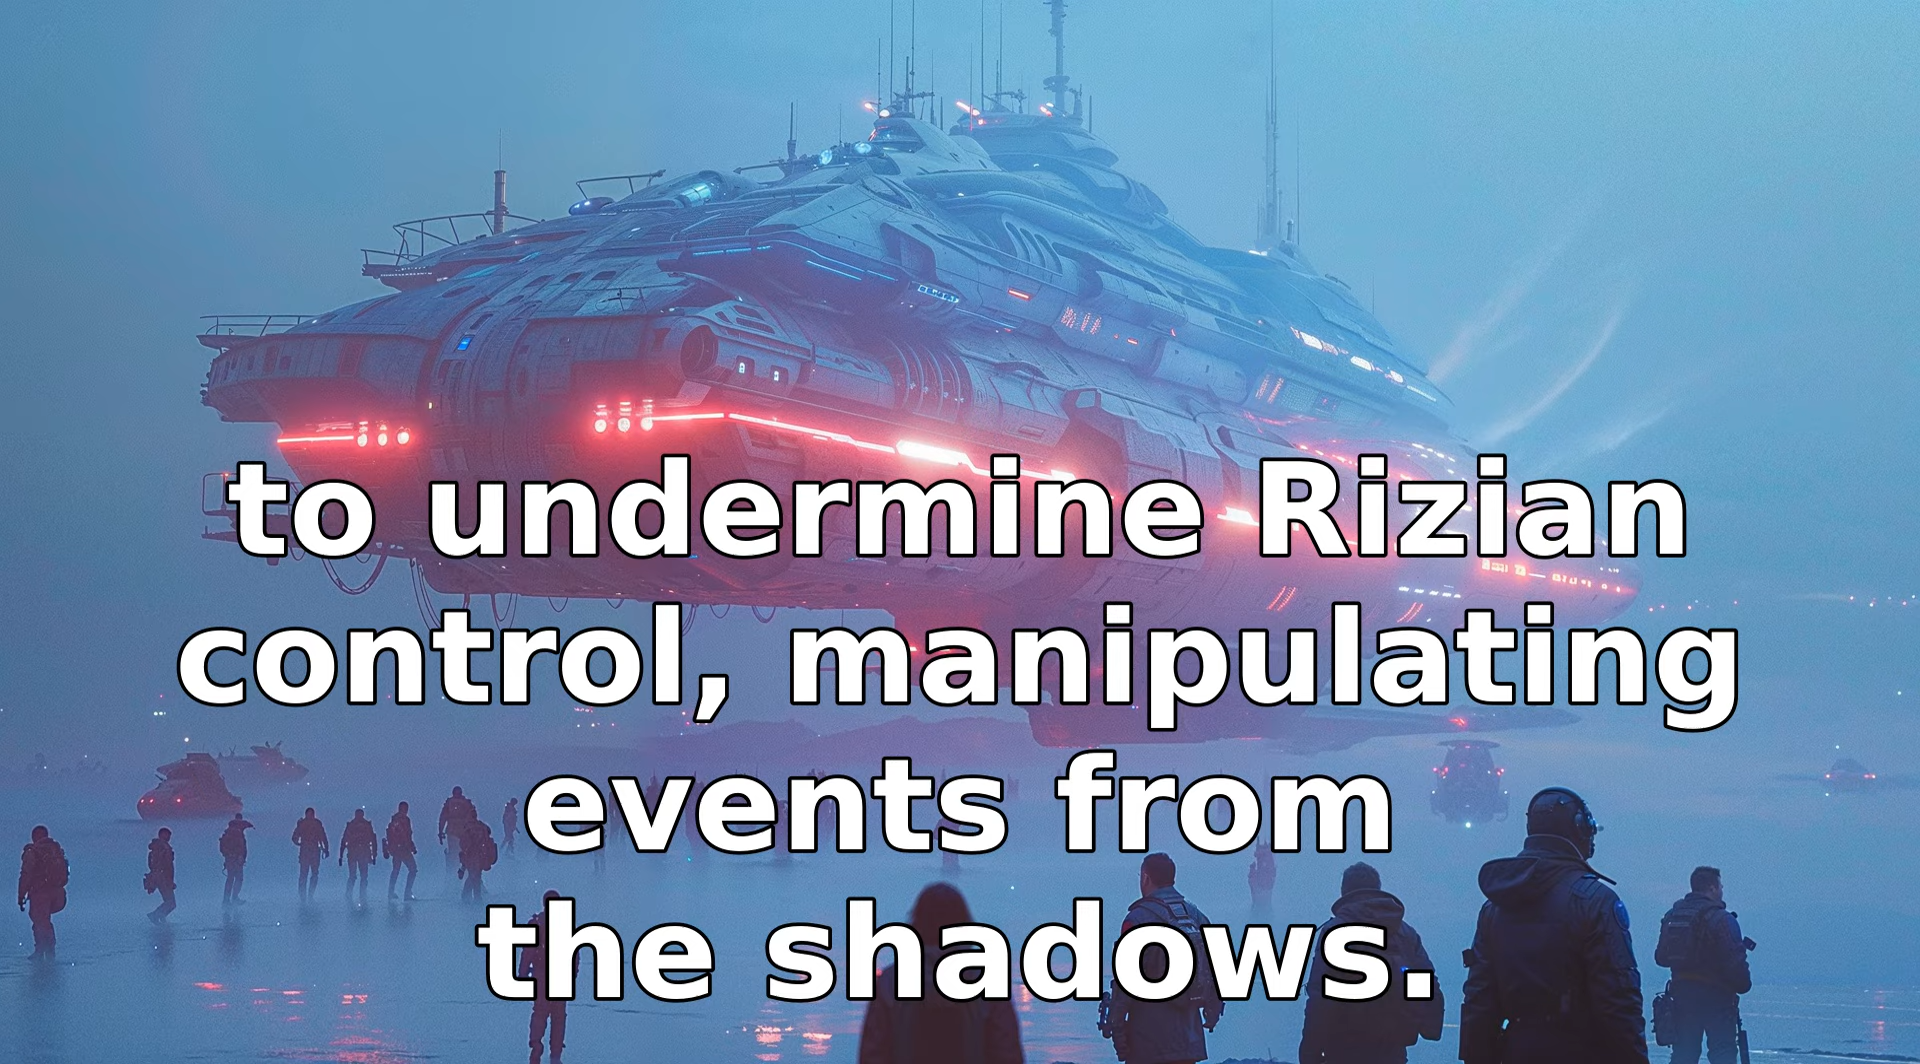 to undermine Rizian
control, manipulating
events from
the shadows.